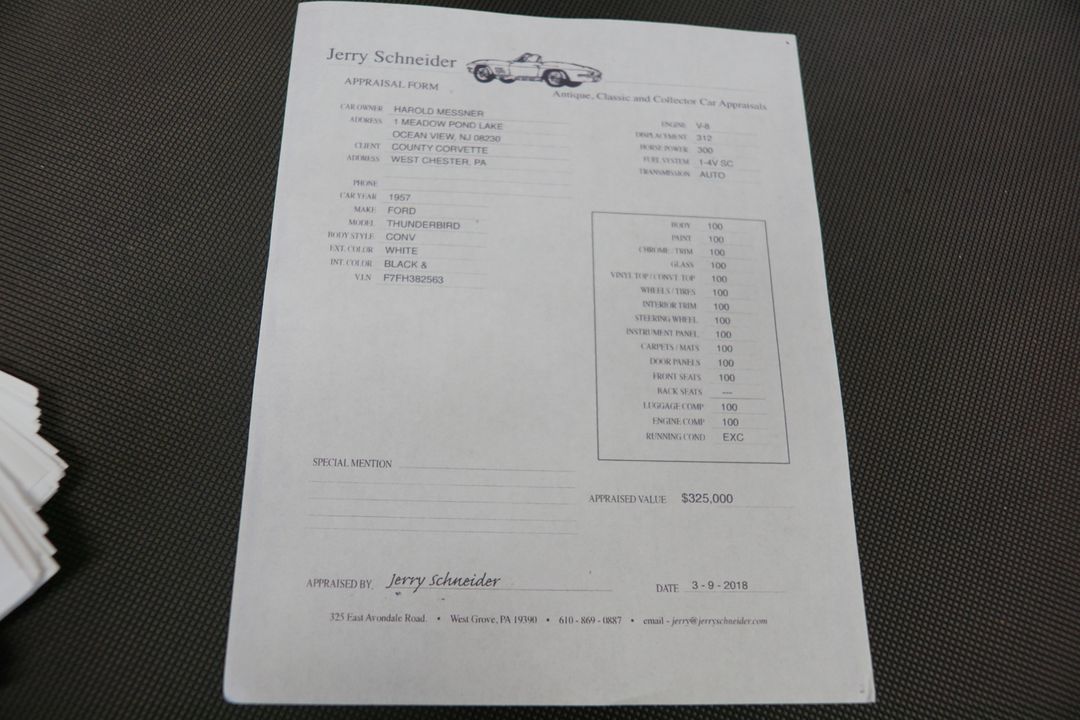 Jerry Schneider
APPRAISAL FORM
Antique, Classic and Collector Car Appraisals
CAR OWNER HAROLD MESSNER
ADDRESS 1 MEADOW POND LAKE
OCEAN VIEW, NJ 08230
CLIENT COUNTY CORVETTE
ADDRESS WEST CHESTER, PA
PHONE
CAR YEAR 1957
MAKE FORD
MODEL THUNDERBIRD
BODY STYLE CONV
EXT. COLOR WHITE
INT. COLOR BLACK &
V.I.N F7FH382563
ENGINE V-8
DISPLACEMENT 312
HORSE POWER 300
FUEL SYSTEM 1-4V SC
TRANSMISSION AUTO
BODY 100
PAINT 100
CHROME / TRIM 100
GLASS 100
VINYL TOP / CONVT. TOP 100
WHEELS / TIRES 100
INTERIOR TRIM 100
STEERING WHEEL 100
INSTRUMENT PANEL 100
CARPETS / MATS 100
DOOR PANELS 100
FRONT SEATS 100
BACK SEATS ---
LUGGAGE COMP 100
ENGINE COMP 100
RUNNING COND EXC
SPECIAL MENTION
APPRAISED VALUE $325,000
APPRAISED BY. Jerry Schneider
DATE 3 - 9 - 2018
325 East Avondale Road. • West Grove, PA 19390 • 610 - 869 - 0887 • email - jerry@jerryschneider.com